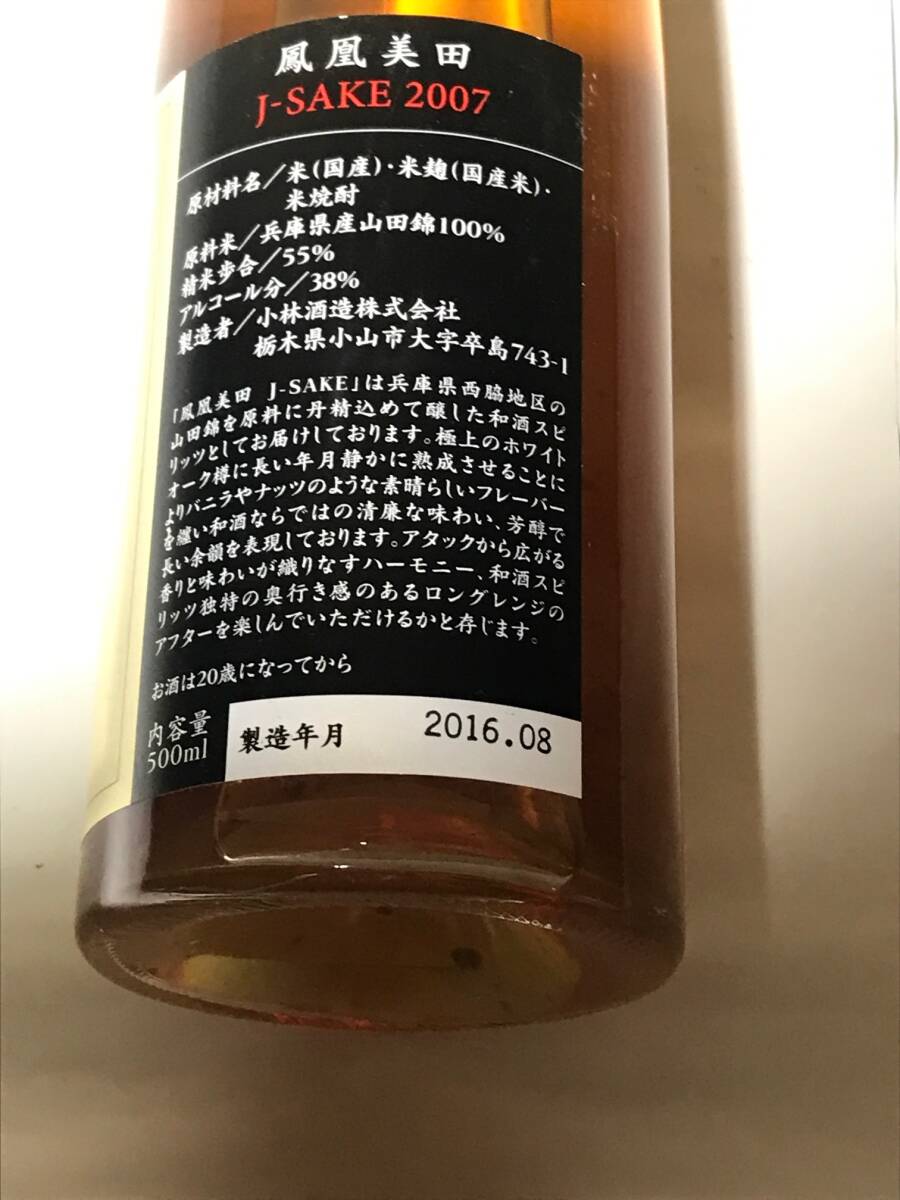 鳳凰美田
J-SAKE 2007
原材料名/米(国産)・米麹(国産米)・
米焼酎
原料米/兵庫県産山田錦100%
精米歩合/55%
アルコール分/38%
製造者/小林酒造株式会社
栃木県小山市大字卒島743-1
「鳳凰美田 J-SAKE」は兵庫県西脇地区の
山田錦を原料に丹精込めて醸した和酒スピ
リッツとしてお届けしております。極上のホワイト
オーク樽に長い年月静かに熟成させることに
よりバニラやナッツのような素晴らしいフレーバー
を纏い和酒ならではの清廉な味わい、芳醇で
長い余韻を表現しております。アタックから広がる
香りと味わいが織りなすハーモニー、和酒スピ
リッツ独特の奥行き感のあるロングレンジの
アフターを楽しんでいただけるかと存じます。
お酒は20歳になってから
内容量
500ml
製造年月 2016.08